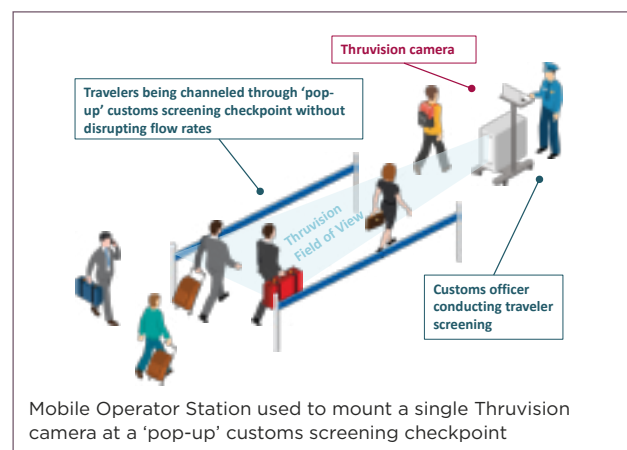 Thruvision camera
Travelers being channeled through ‘pop-
up’ customs screening checkpoint without
disrupting flow rates
Thruvision
Field of View
Customs officer
conducting traveler
screening
Mobile Operator Station used to mount a single Thruvision
camera at a ‘pop-up’ customs screening checkpoint